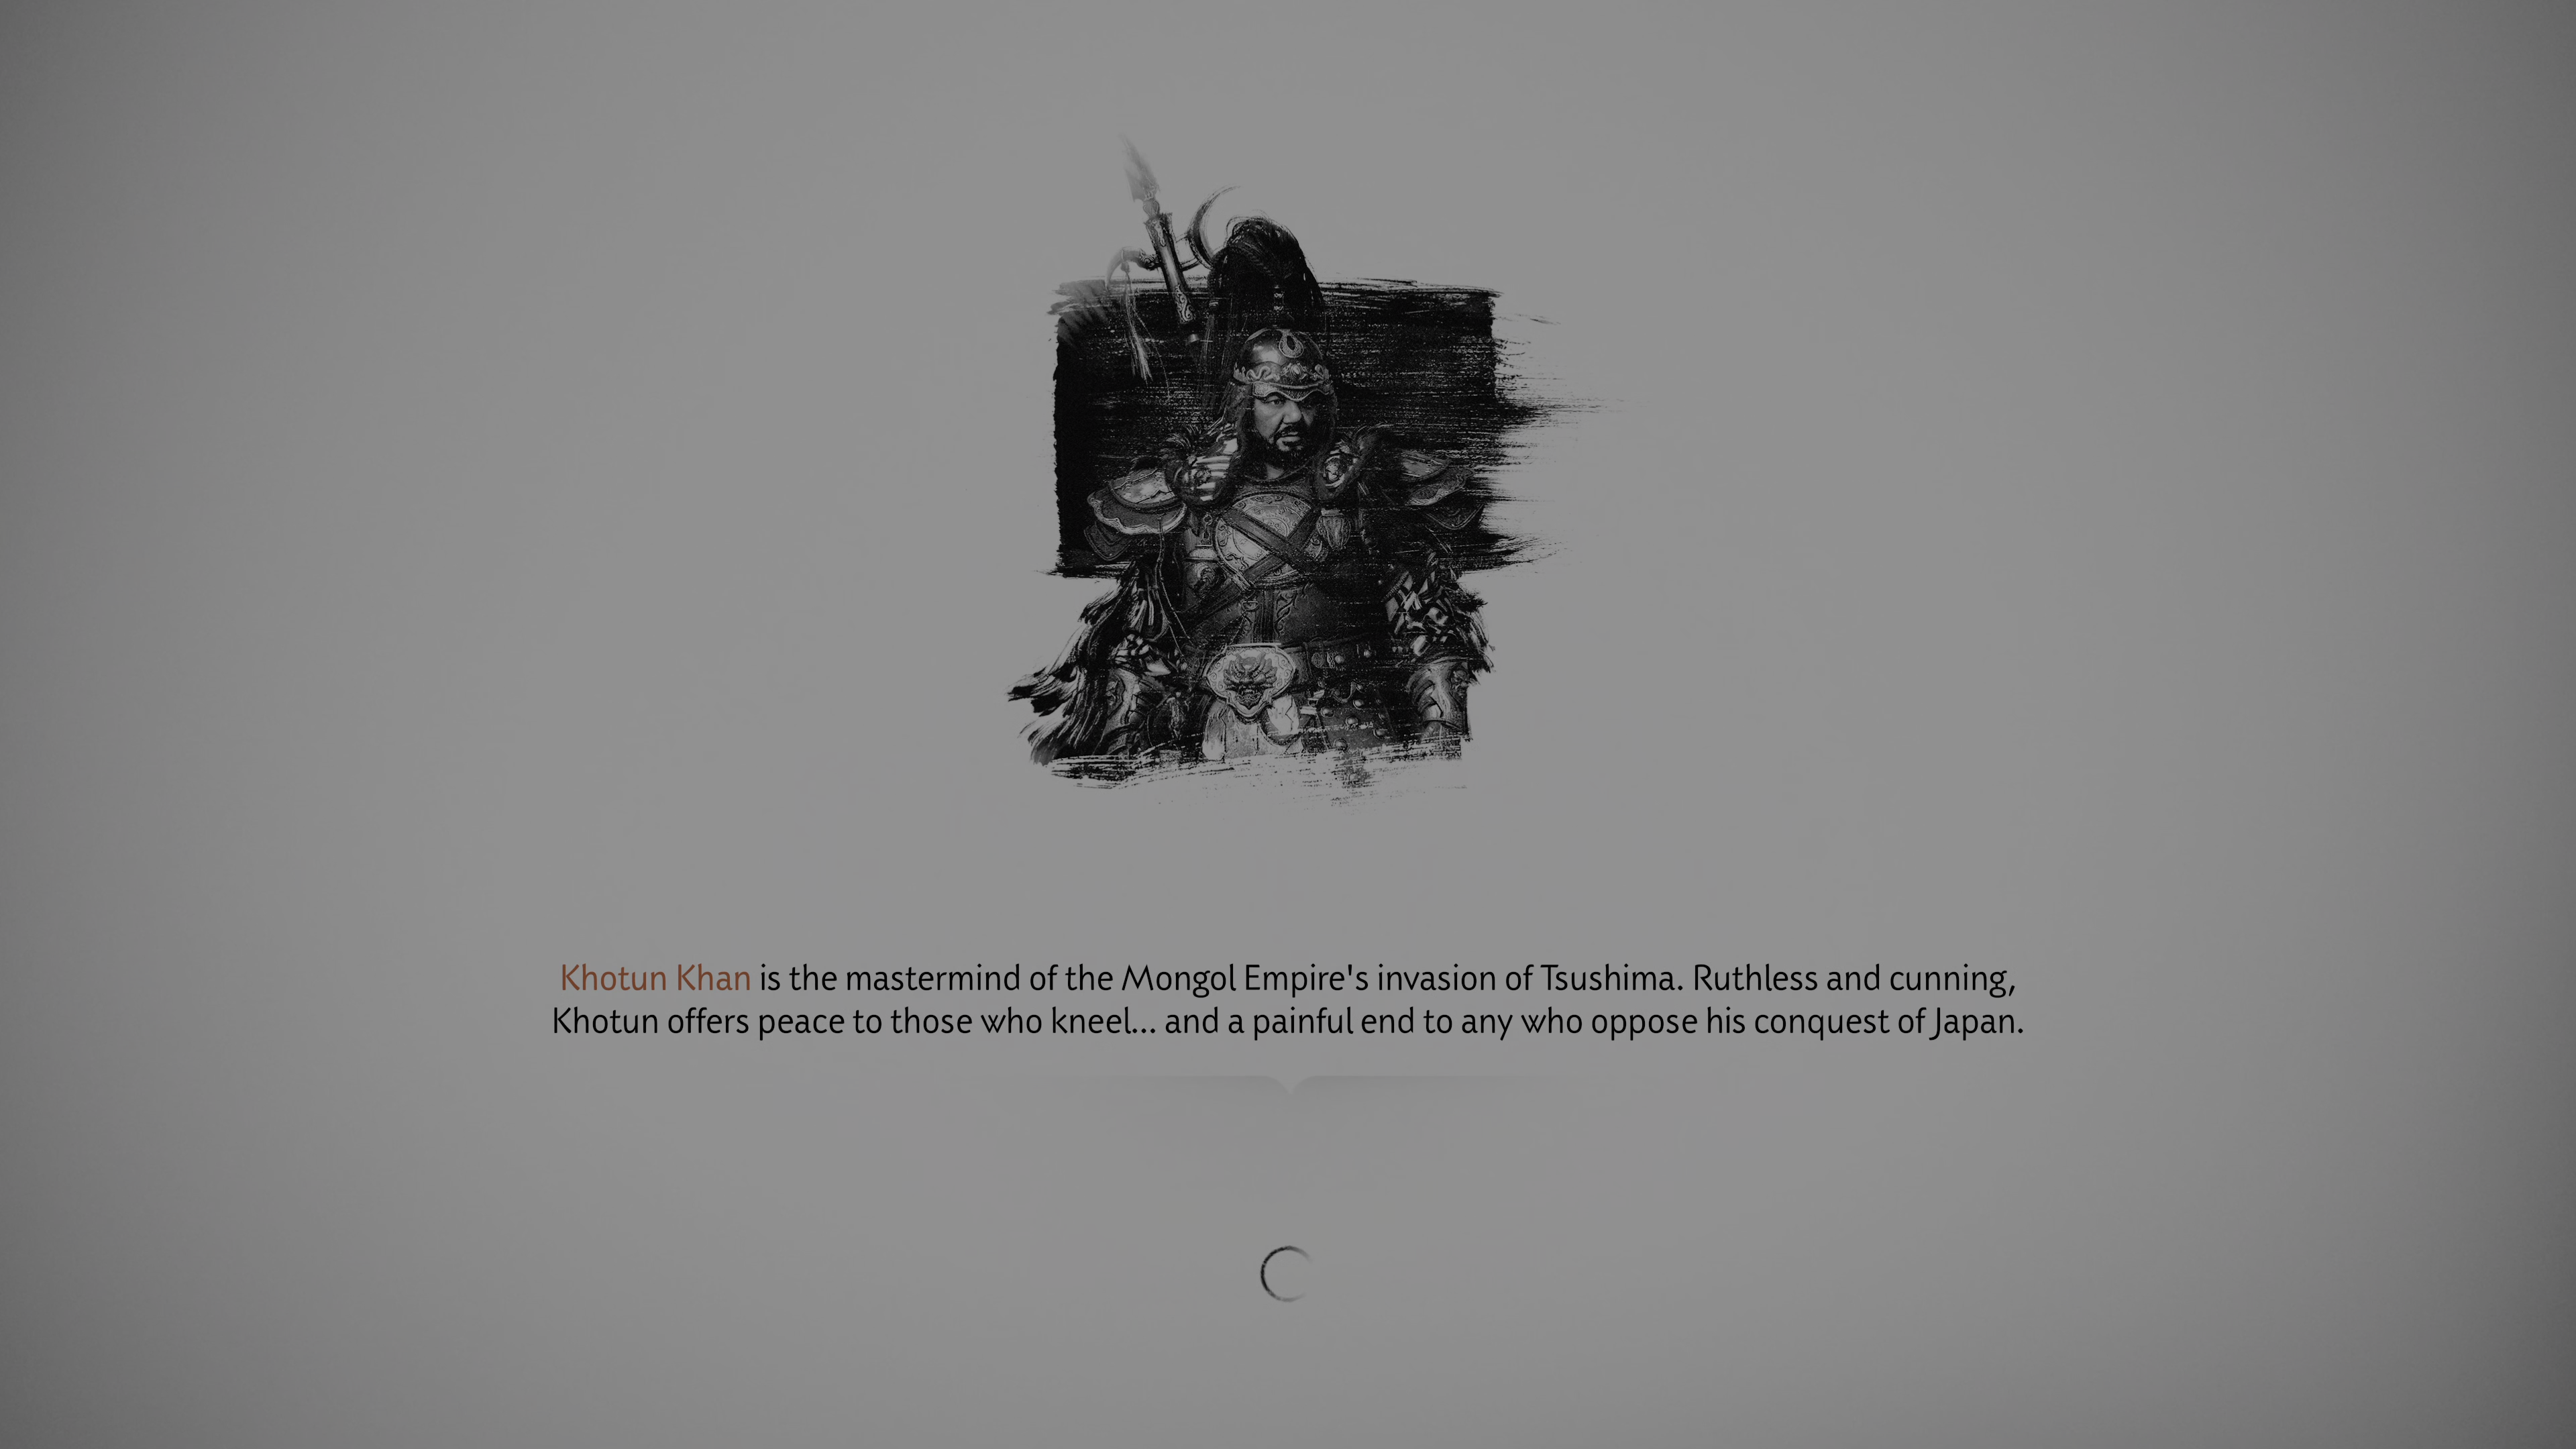 Khotun Khan is the mastermind of the Mongol Empire's invasion of Tsushima. Ruthless and cunning,
Khotun offers peace to those who kneel... and a painful end to any who oppose his conquest of Japan.